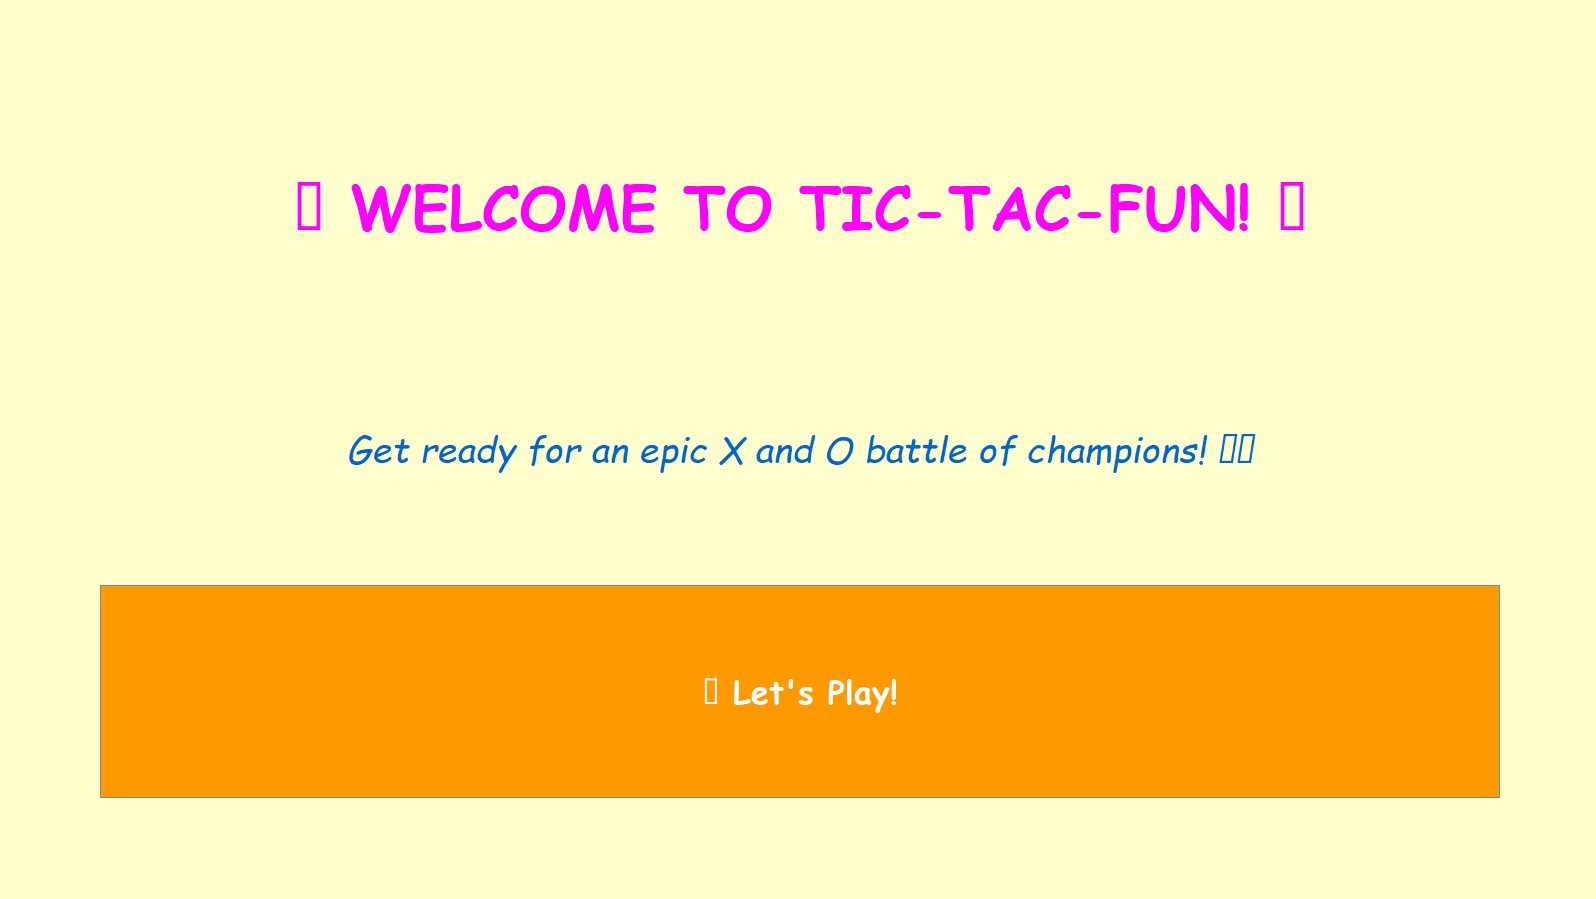 WELCOME TO TIC-TAC-FUN!
Get ready for an epic X and O battle of champions!
Let's Play!